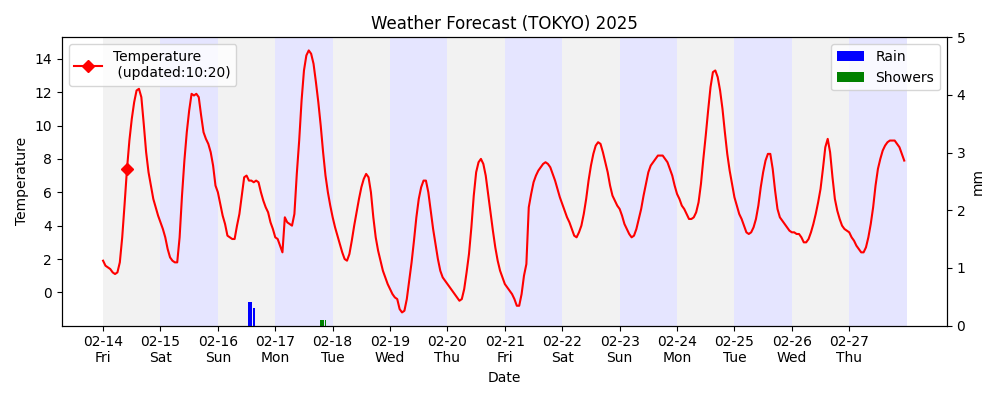 Weather Forecast (TOKYO) 2025
Temperature
(updated:10:20)
Rain
Showers
Temperature
14
12
10
8
6
4
2
0
5
4
3
2
1
0
mm
02-14 02-15 02-16 02-17 02-18 02-19 02-20 02-21 02-22 02-23 02-24 02-25 02-26 02-27
Fri Sat Sun Mon Tue Wed Thu Fri Sat Sun Mon Tue Wed Thu
Date